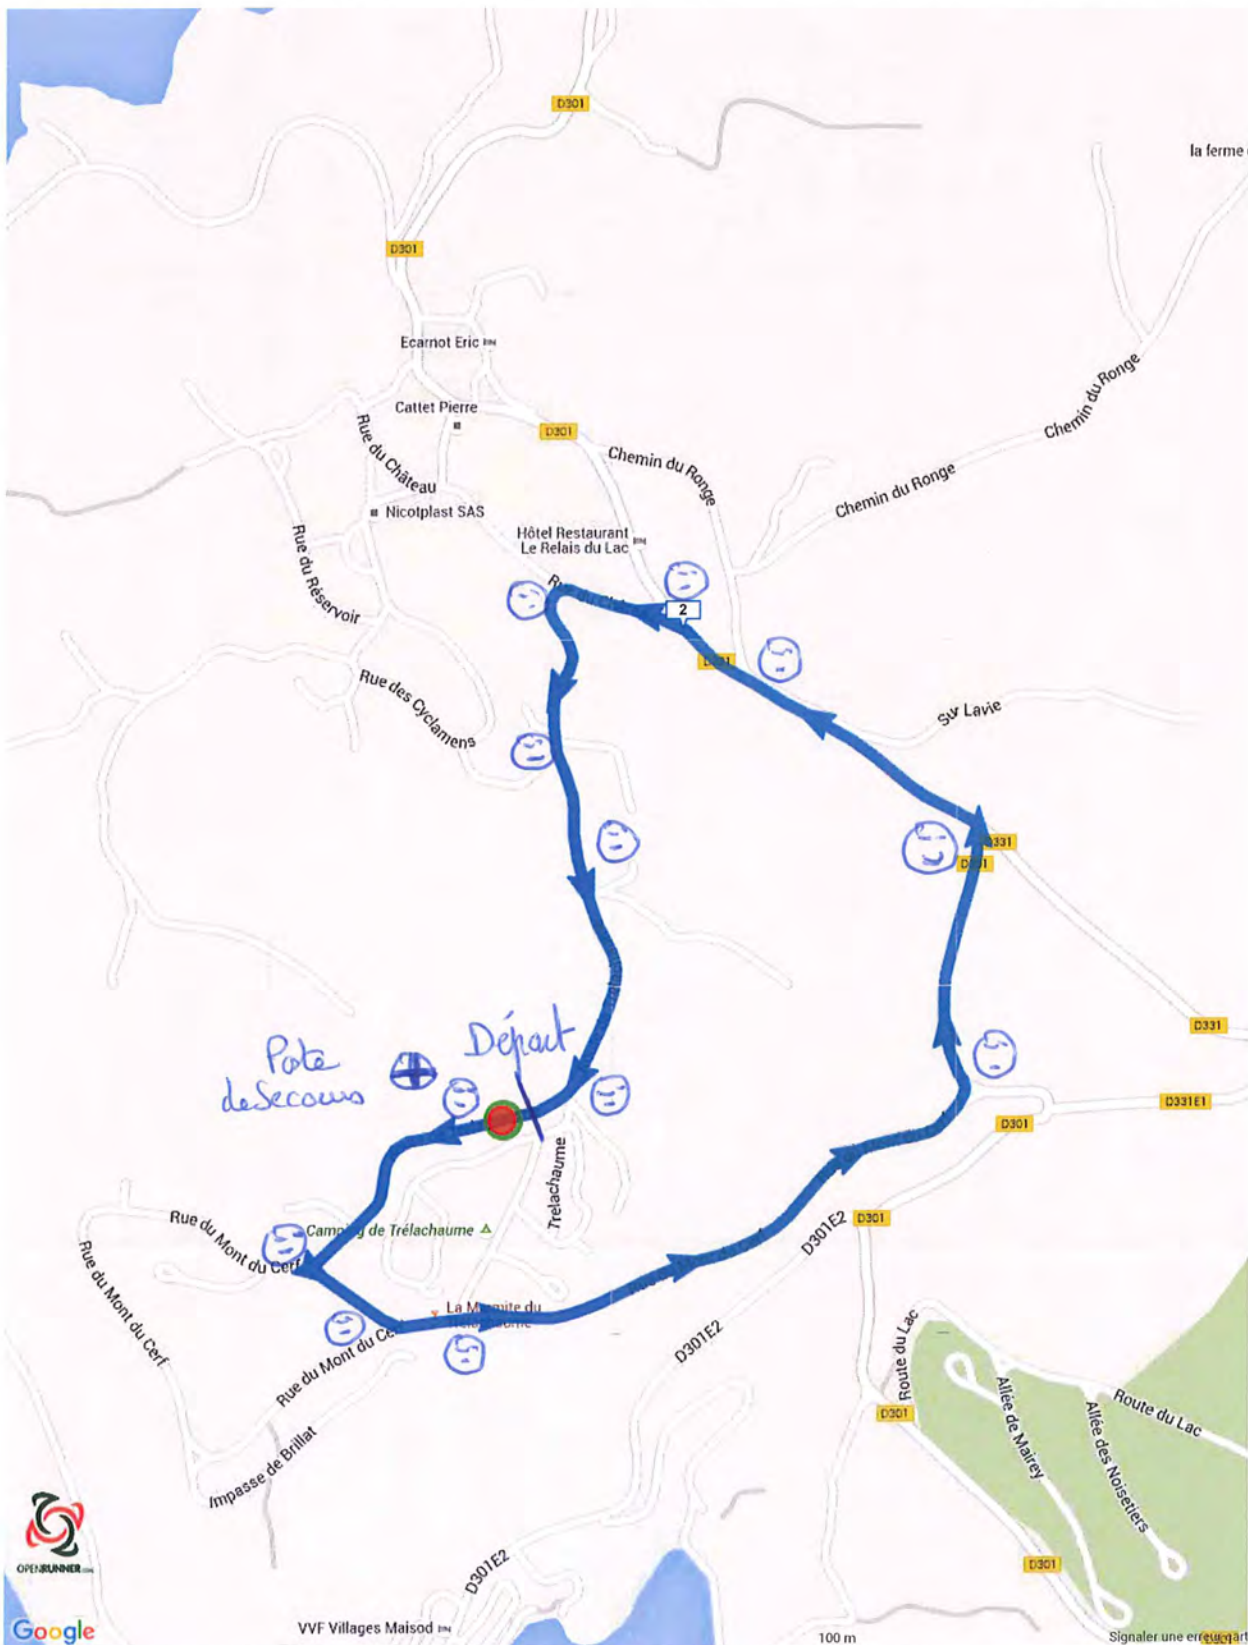 D301
la ferme
D301
Ecarnot Eric
Cattet Pierre
D301
Rue du Château
Chemin du Ronge
Chemin du Ronge
Chemin du Ronge
Nicotplast SAS
Hôtel Restaurant
Le Relais du Lac
Rue du Réservoir
2
Rue des Cyclamens
Sur Lavie
D331
D331
D331E1
D301
Départ
Poste
de Secours
Trelachaume
Rue du Mont du Cerf
Camping de Trélachaume
Rue du Mont du Cerf
D301E2
D301
La Marmite du
Trélachaume
Rue du Mont du Cerf
D301E2
Route du Lac
Route du Lac
Allée de Mairey
Allée des Noisetiers
D301
Impasse de Brillat
OPENRUNNER.com
D301E2
D301
Google
VVF Villages Maisod
100 m
Signaler une erreur